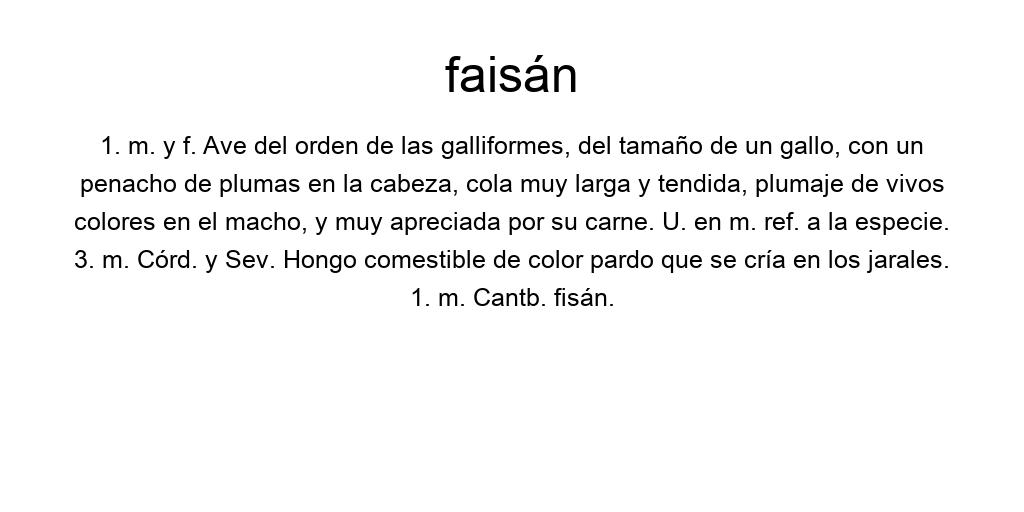 faisán
1. m. y f. Ave del orden de las galliformes, del tamaño de un gallo, con un
penacho de plumas en la cabeza, cola muy larga y tendida, plumaje de vivos
colores en el macho, y muy apreciada por su carne. U. en m. ref. a la especie.
3. m. Córd. y Sev. Hongo comestible de color pardo que se cría en los jarales.
1. m. Cantb. fisán.